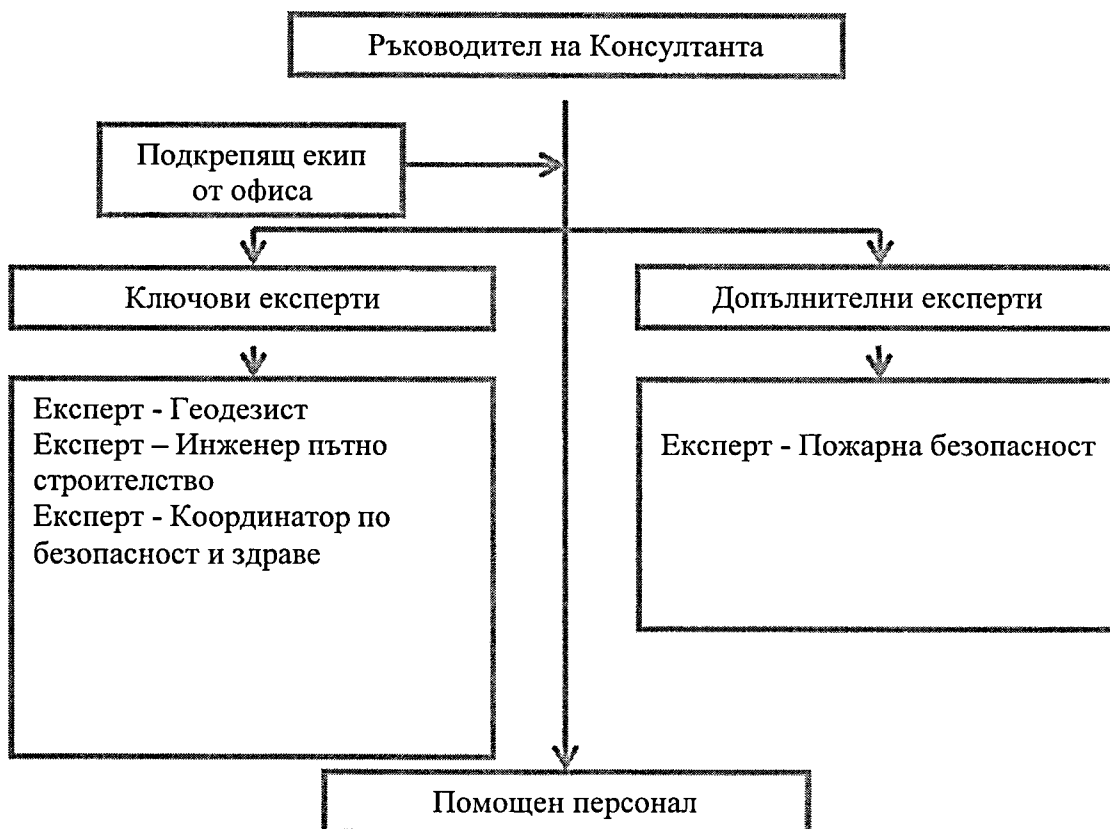 Ръководител на Консултанта
Подкрепящ екип
от офиса
Ключови експерти
Допълнителни експерти
Експерт - Геодезист
Експерт – Инженер пътно
строителство
Експерт - Координатор по
безопасност и здраве
Експерт - Пожарна безопасност
Помощен персонал